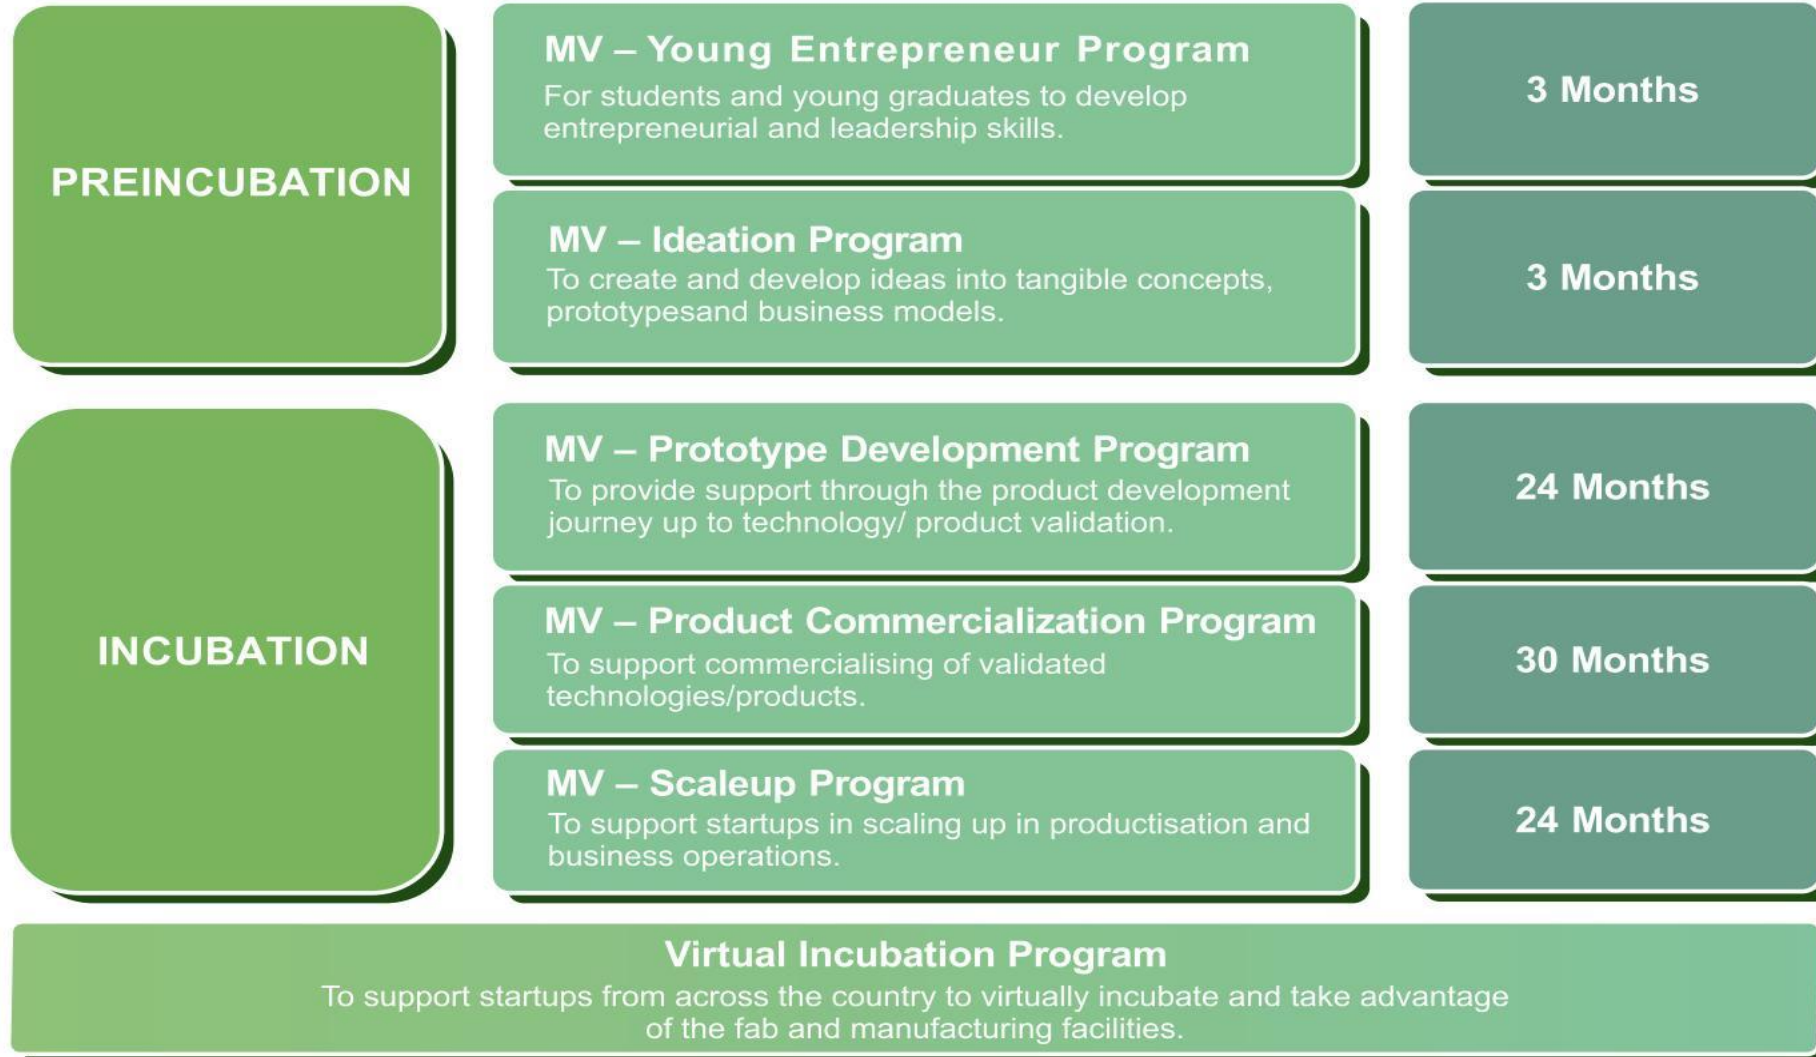 PREINCUBATION
MV – Young Entrepreneur Program
For students and young graduates to develop
entrepreneurial and leadership skills.
3 Months
MV – Ideation Program
To create and develop ideas into tangible concepts,
prototypesand business models.
3 Months
INCUBATION
MV – Prototype Development Program
To provide support through the product development
journey up to technology/ product validation.
24 Months
MV – Product Commercialization Program
To support commercialising of validated
technologies/products.
30 Months
MV – Scaleup Program
To support startups in scaling up in productisation and
business operations.
24 Months
Virtual Incubation Program
To support startups from across the country to virtually incubate and take advantage
of the fab and manufacturing facilities.